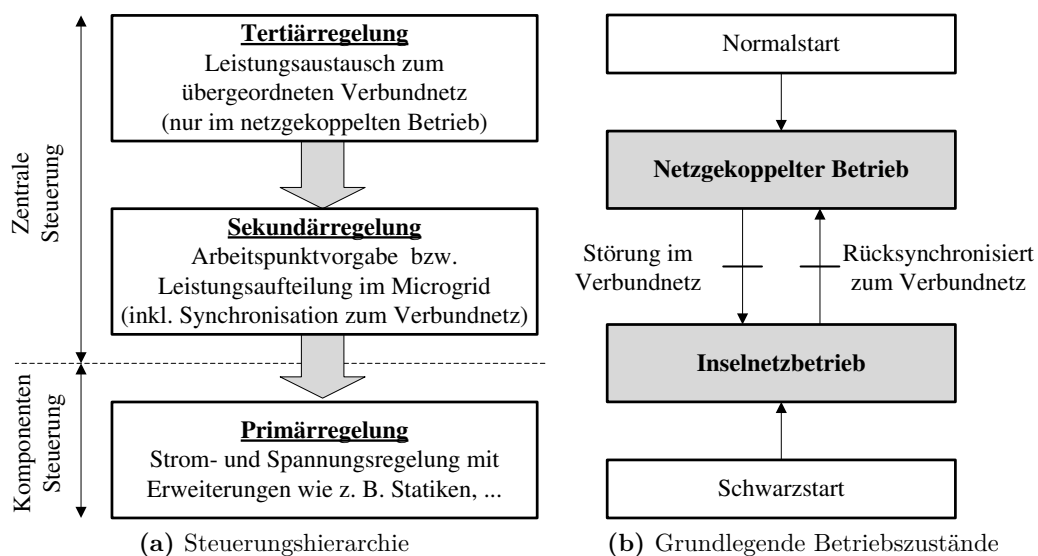 Zentrale
Steuerung
Tertiärregelung
Leistungsaustausch zum
übergeordneten Verbundnetz
(nur im netzgekoppelten Betrieb)
Sekundärregelung
Arbeitspunktvorgabe bzw.
Leistungsaufteilung im Microgrid
(inkl. Synchronisation zum Verbundnetz)
Komponenten
Steuerung
Primärregelung
Strom- und Spannungsregelung mit
Erweiterungen wie z. B. Statiken, ...
(a) Steuerungshierarchie
Normalstart
Netzgekoppelter Betrieb
Störung im
Verbundnetz
Rücksynchronisiert
zum Verbundnetz
Inselnetzbetrieb
Schwarzstart
(b) Grundlegende Betriebszustände